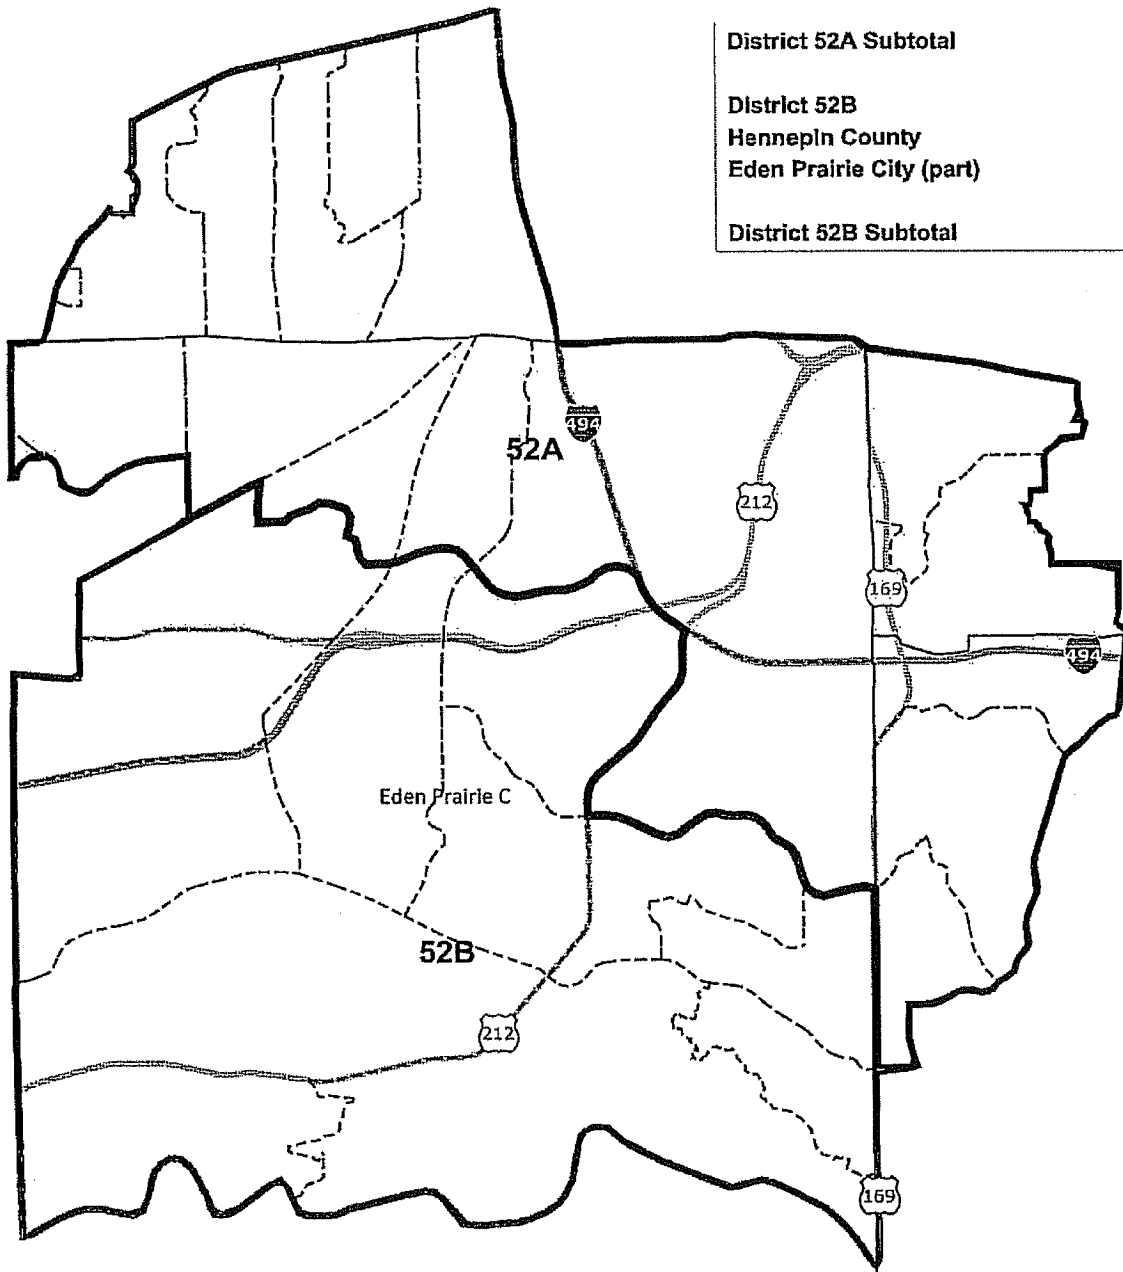 District 52A Subtotal
District 52B
Hennepin County
Eden Prairie City (part)
District 52B Subtotal
494
52A
212
169
494
Eden Prairie C
52B
212
169